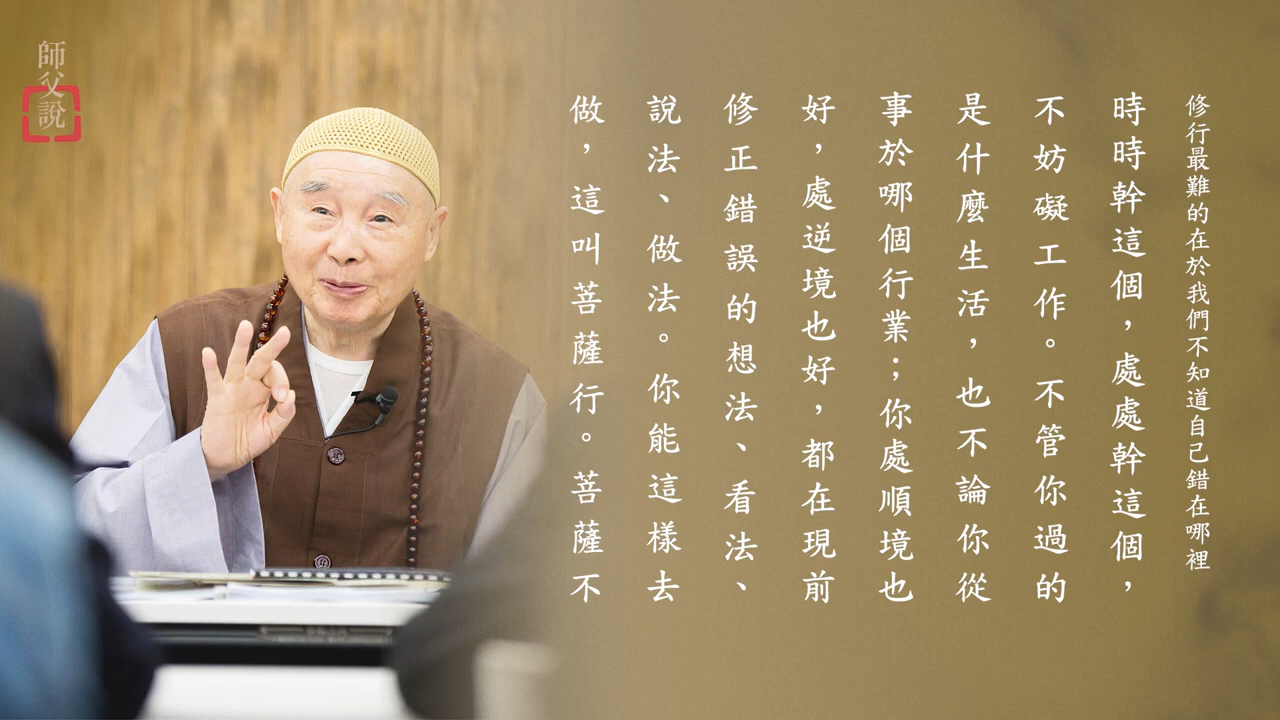 師父說
修行最難的在於我們不知道自己錯在哪裡
時時幹這個，處處幹這個，
不妨礙工作。不管你過的
是什麼生活，也不論你從
事於哪個行業；你處順境也
好，處逆境也好，都在現前
修正錯誤的想法、看法、
說法、做法。你能這樣去
做，這叫菩薩行。菩薩不